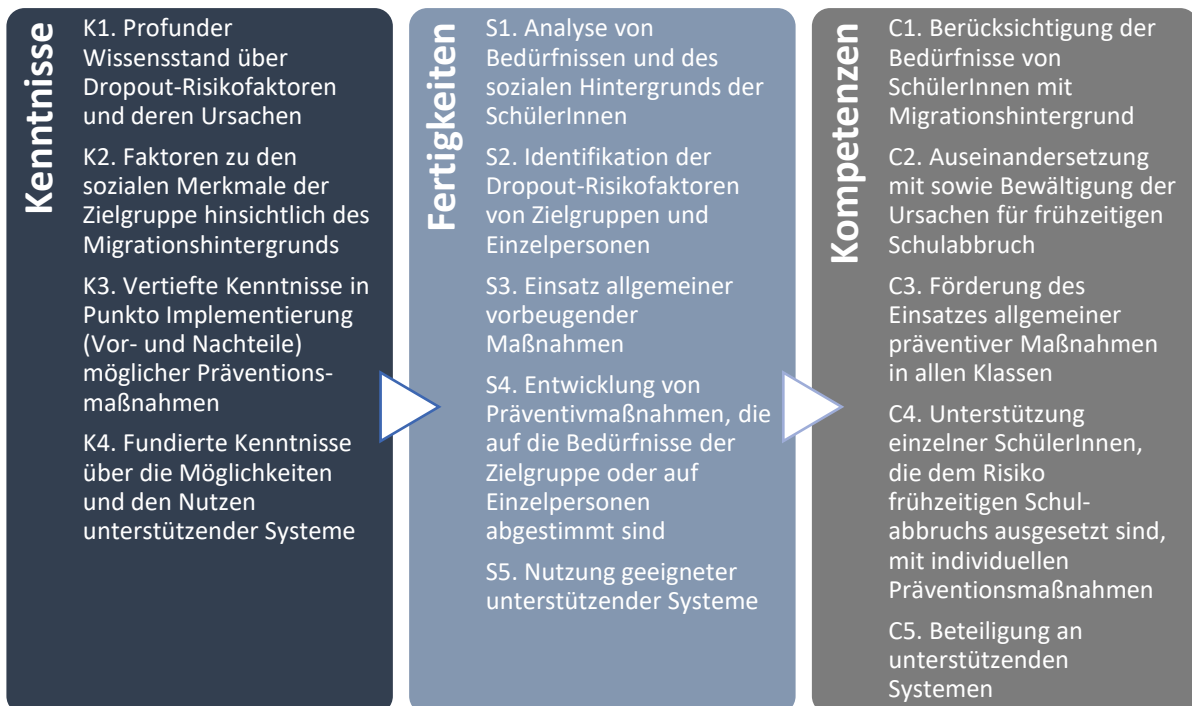 Kenntnisse
K1. Profunder
Wissensstand über
Dropout-Risikofaktoren
und deren Ursachen
K2. Faktoren zu den
sozialen Merkmale der
Zielgruppe hinsichtlich des
Migrationshintergrunds
K3. Vertiefte Kenntnisse in
Punkto Implementierung
(Vor- und Nachteile)
möglicher Präventions-
maßnahmen
K4. Fundierte Kenntnisse
über die Möglichkeiten
und den Nutzen
unterstützender Systeme
Fertigkeiten
S1. Analyse von
Bedürfnissen und des
sozialen Hintergrunds der
SchülerInnen
S2. Identifikation der
Dropout-Risikofaktoren
von Zielgruppen und
Einzelpersonen
S3. Einsatz allgemeiner
vorbeugender
Maßnahmen
S4. Entwicklung von
Präventivmaßnahmen, die
auf die Bedürfnisse der
Zielgruppe oder auf
Einzelpersonen
abgestimmt sind
S5. Nutzung geeigneter
unterstützender Systeme
Kompetenzen
C1. Berücksichtigung der
Bedürfnisse von
SchülerInnen mit
Migrationshintergrund
C2. Auseinandersetzung
mit sowie Bewältigung der
Ursachen für frühzeitigen
Schulabbruch
C3. Förderung des
Einsatzes allgemeiner
präventiver Maßnahmen
in allen Klassen
C4. Unterstützung
einzelner SchülerInnen,
die dem Risiko
frühzeitigen Schul-
abbruchs ausgesetzt sind,
mit individuellen
Präventionsmaßnahmen
C5. Beteiligung an
unterstützenden
Systemen